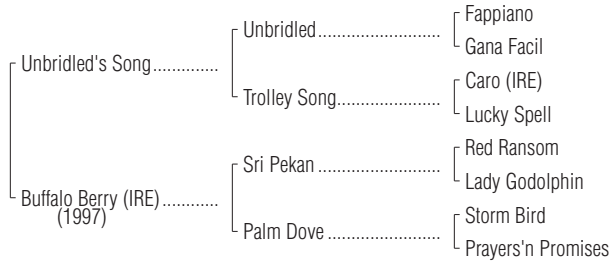 Fappiano
Unbridled..........................
Gana Facil
Unbridled's Song..............
Caro (IRE)
Trolley Song......................
Lucky Spell
Red Ransom
Sri Pekan ..........................
Lady Godolphin
Buffalo Berry (IRE)............
(1997)
Storm Bird
Palm Dove ........................
Prayers'n Promises